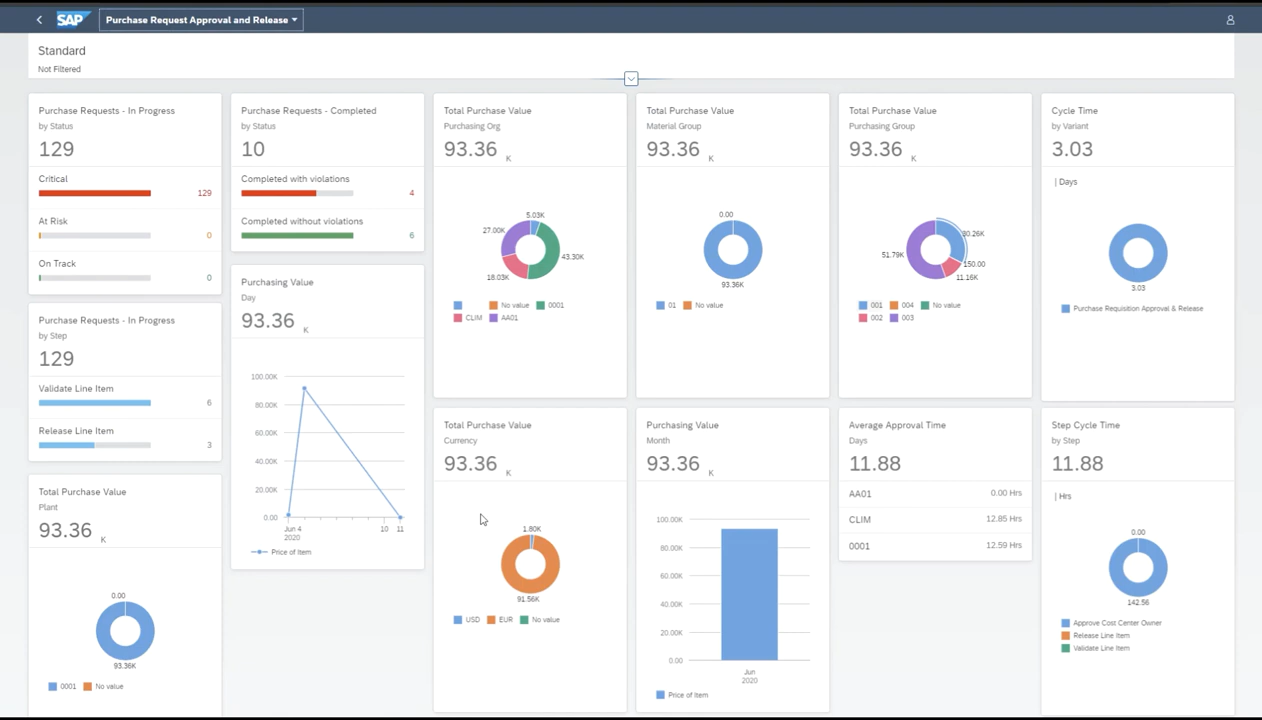 SAP
Purchase Request Approval and Release
Standard
Not Filtered
Purchase Requests - In Progress
by Status
129
Critical
129
At Risk
0
On Track
0
Purchase Requests - In Progress
by Step
129
Validate Line Item
6
Release Line Item
3
Total Purchase Value
Plant
93.36 K
0.00
93.36K
0001 No value
Purchase Requests - Completed
by Status
10
Completed with violations
4
Completed without violations
6
Purchasing Value
Day
93.36 K
100.00K
80.00K
60.00K
40.00K
20.00K
0.00
Jun 4 10 11
2020
Price of Item
Total Purchase Value
Purchasing Org
93.36 K
5.03K
27.00K
43.30K
18.03K
No value 0001
CLIM AA01
Total Purchase Value
Currency
93.36 K
1.80K
91.56K
USD EUR No value
Total Purchase Value
Material Group
93.36 K
0.00
93.36K
01 No value
Purchasing Value
Month
93.36 K
100.00K
80.00K
60.00K
40.00K
20.00K
0.00
Jun
2020
Price of Item
Total Purchase Value
Purchasing Group
93.36 K
30.26K
51.79K
150.00
11.16K
001 004 No value
002 003
Average Approval Time
Days
11.88
AA01 0.00 Hrs
CLIM 12.85 Hrs
0001 12.59 Hrs
Cycle Time
by Variant
3.03
| Days
3.03
Purchase Requisition Approval & Release
Step Cycle Time
by Step
11.88
| Hrs
0.00
142.56
Approve Cost Center Owner
Release Line Item
Validate Line Item